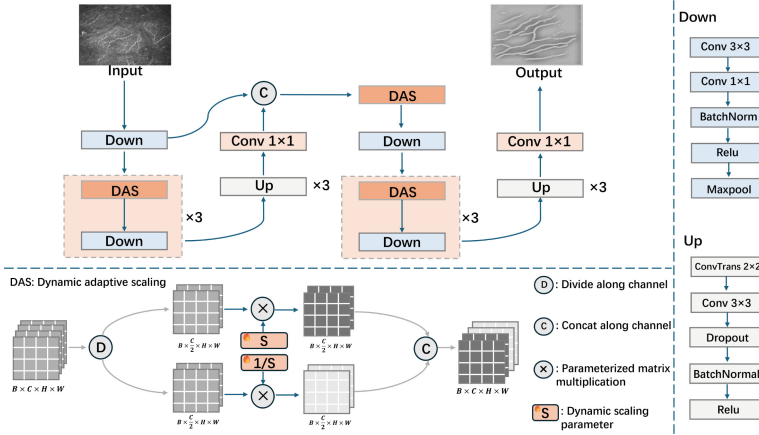 Input
Down
DAS
Down
×3
C
Conv 1×1
Up
×3
DAS
Down
DAS
Down
×3
Output
Conv 1×1
Up
×3
Down
Conv 3×3
Conv 1×1
BatchNorm
Relu
Maxpool
Up
ConvTrans 2×2
Conv 3×3
Dropout
BatchNormal
Relu
DAS: Dynamic adaptive scaling
B × C × H × W
D
B × C/2 × H × W
B × C/2 × H × W
×
S
1/S
×
B × C/2 × H × W
B × C/2 × H × W
C
B × C × H × W
D : Divide along channel
C : Concat along channel
× : Parameterized matrix
multiplication
S : Dynamic scaling
parameter